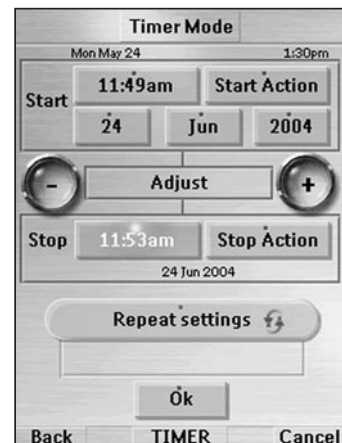 Timer Mode
Mon May 24 1:30pm
Start 11:49am Start Action
24 Jun 2004
- Adjust +
Stop 11:53am Stop Action
24 Jun 2004
Repeat settings
Ok
Back TIMER Cancel